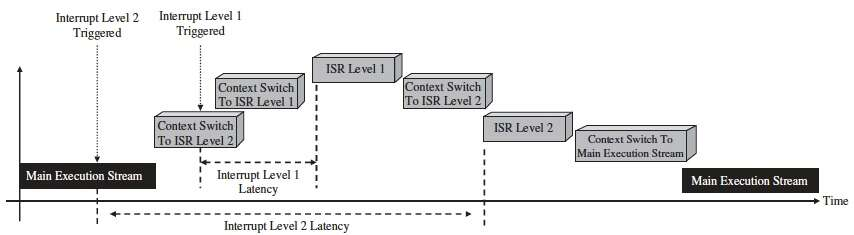 Interrupt Level 2
Triggered
Interrupt Level 1
Triggered
ISR Level 1
Context Switch
To ISR Level 1
Context Switch
To ISR Level 2
Context Switch
To ISR Level 2
ISR Level 2
Context Switch To
Main Execution Stream
Main Execution Stream
Interrupt Level 1
Latency
Main Execution Stream
Time
Interrupt Level 2 Latency